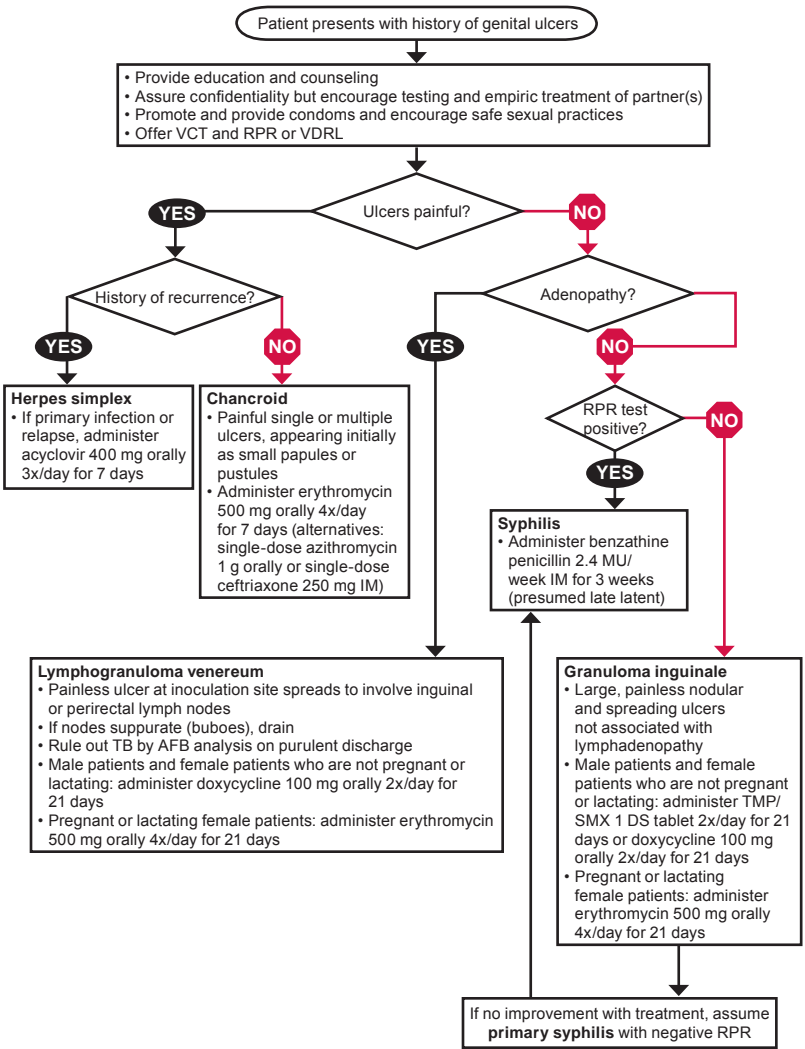 Patient presents with history of genital ulcers
• Provide education and counseling
• Assure confidentiality but encourage testing and empiric treatment of partner(s)
• Promote and provide condoms and encourage safe sexual practices
• Offer VCT and RPR or VDRL
Ulcers painful?
YES
NO
History of recurrence?
Adenopathy?
YES
NO
YES
NO
Herpes simplex
• If primary infection or
relapse, administer
acyclovir 400 mg orally
3x/day for 7 days
Chancroid
• Painful single or multiple
ulcers, appearing initially
as small papules or
pustules
• Administer erythromycin
500 mg orally 4x/day
for 7 days (alternatives:
single-dose azithromycin
1 g orally or single-dose
ceftriaxone 250 mg IM)
RPR test
positive?
NO
YES
Syphilis
• Administer benzathine
penicillin 2.4 MU/
week IM for 3 weeks
(presumed late latent)
Lymphogranuloma venereum
• Painless ulcer at inoculation site spreads to involve inguinal
or perirectal lymph nodes
• If nodes suppurate (buboes), drain
• Rule out TB by AFB analysis on purulent discharge
• Male patients and female patients who are not pregnant or
lactating: administer doxycycline 100 mg orally 2x/day for
21 days
• Pregnant or lactating female patients: administer erythromycin
500 mg orally 4x/day for 21 days
Granuloma inguinale
• Large, painless nodular
and spreading ulcers
not associated with
lymphadenopathy
• Male patients and female
patients who are not pregnant
or lactating: administer TMP/
SMX 1 DS tablet 2x/day for 21
days or doxycycline 100 mg
orally 2x/day for 21 days
• Pregnant or lactating
female patients: administer
erythromycin 500 mg orally
4x/day for 21 days
If no improvement with treatment, assume
primary syphilis with negative RPR